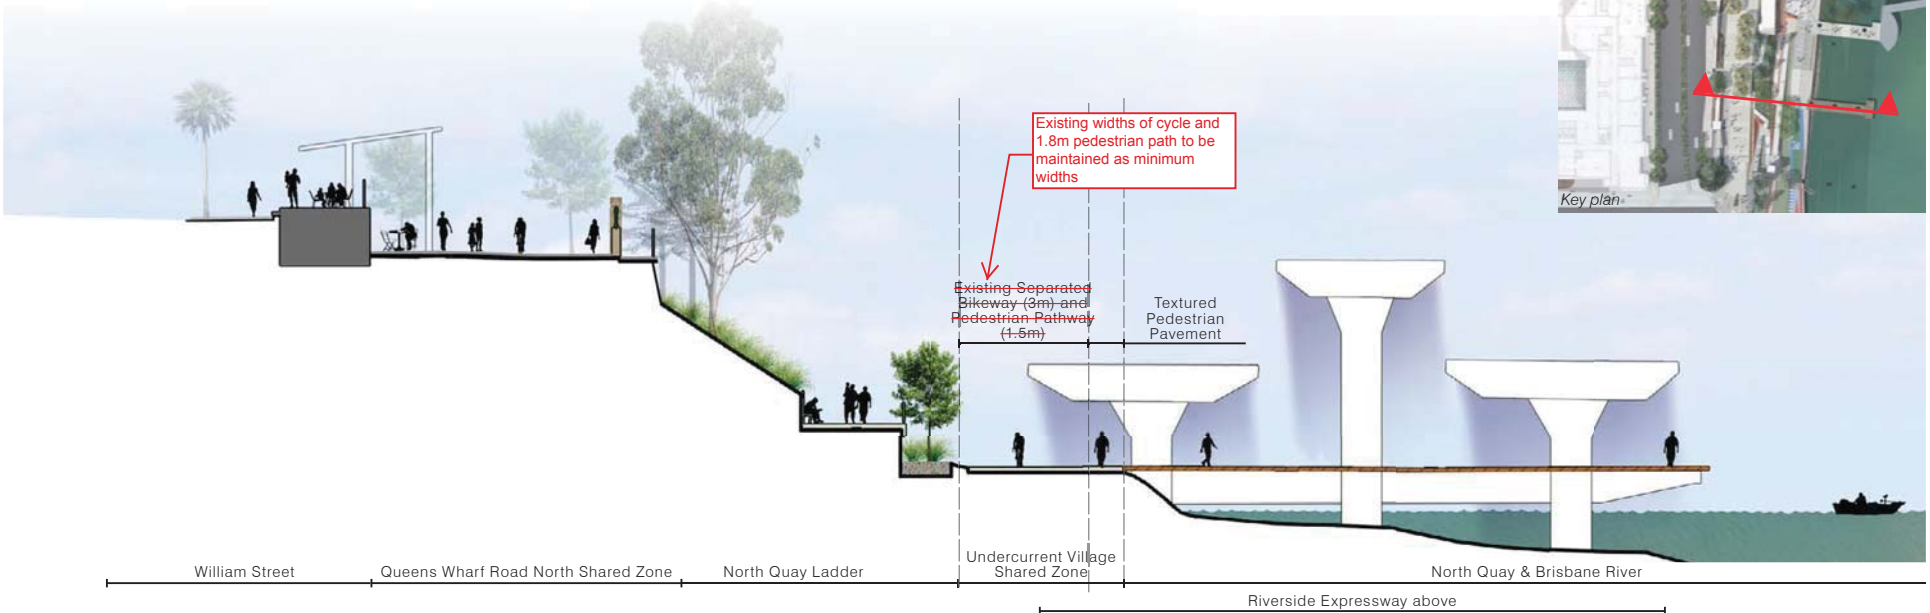 Existing widths of cycle and
1.8m pedestrian path to be
maintained as minimum
widths
Key plan
Existing Separated
Bikeway (3m) and
Pedestrian Pathway
(1.5m)
Textured
Pedestrian
Pavement
William Street
Queens Wharf Road North Shared Zone
North Quay Ladder
Undercurrent Village
Shared Zone
North Quay & Brisbane River
Riverside Expressway above